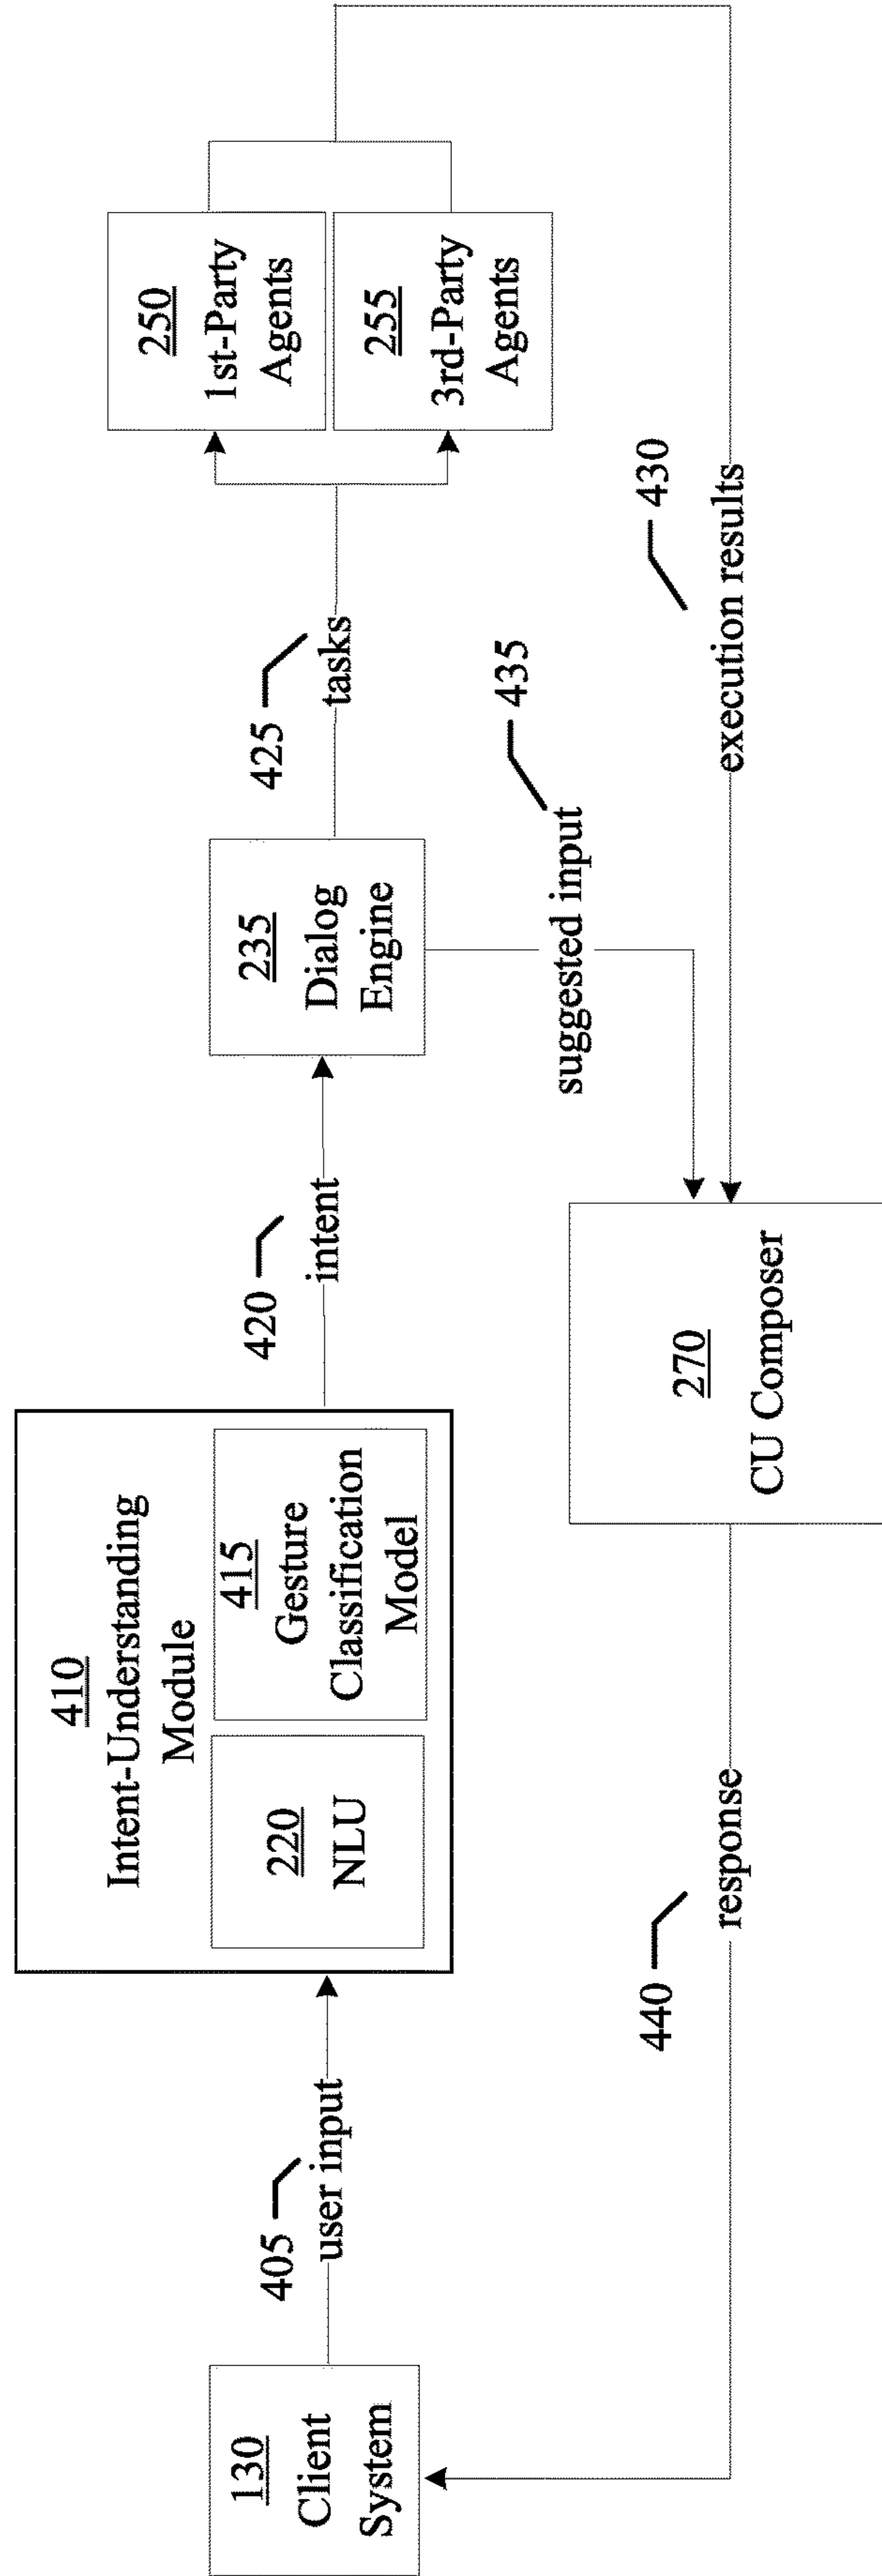 130
Client
System
405
user input
410
Intent-Understanding
Module
220
NLU
415
Gesture
Classification
Model
420
intent
235
Dialog
Engine
425
tasks
250
1st-Party
Agents
255
3rd-Party
Agents
435
suggested input
430
execution results
270
CU Composer
440
response